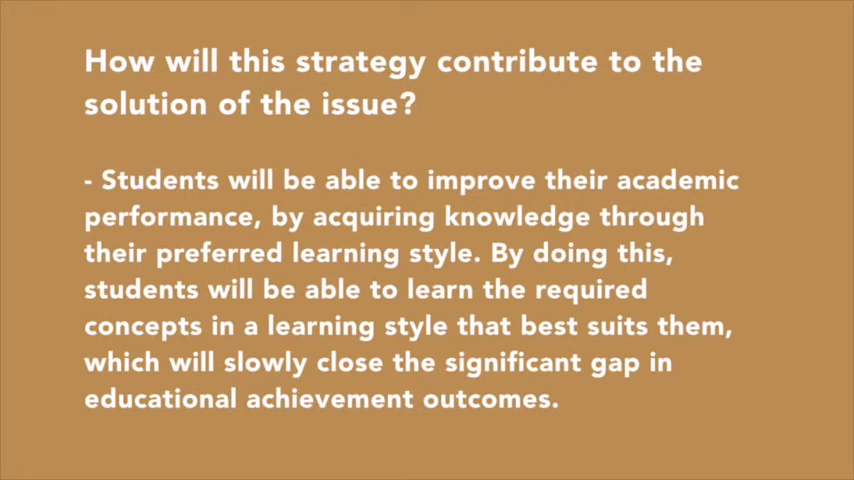 How will this strategy contribute to the
solution of the issue?
- Students will be able to improve their academic
performance, by acquiring knowledge through
their preferred learning style. By doing this,
students will be able to learn the required
concepts in a learning style that best suits them,
which will slowly close the significant gap in
educational achievement outcomes.